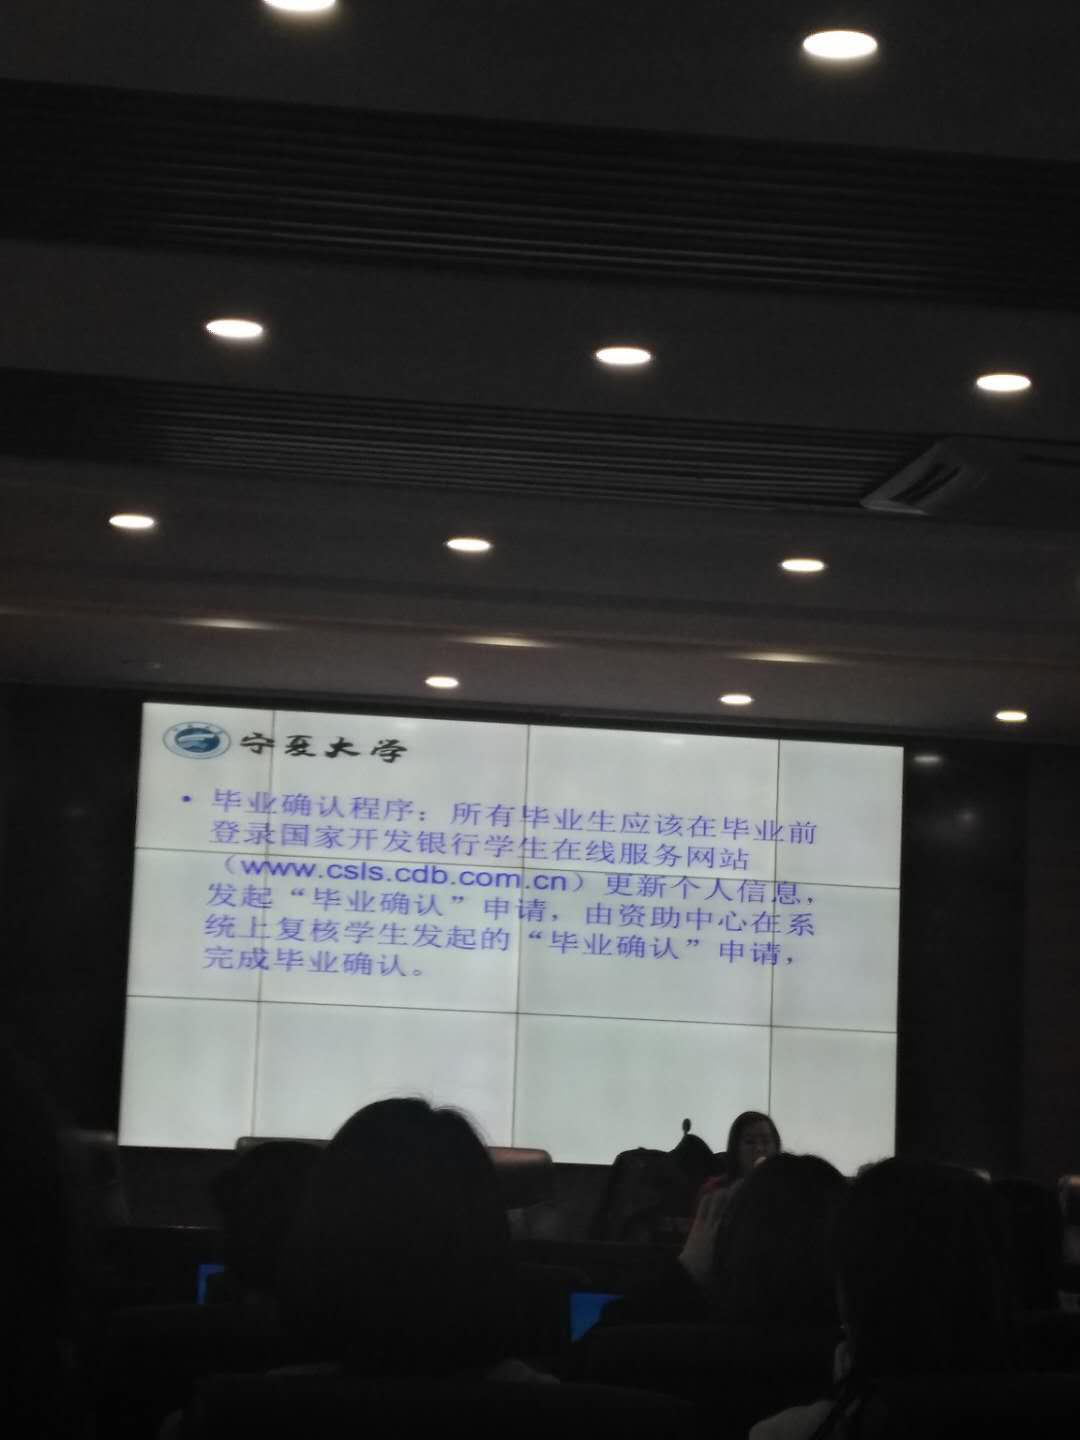 宁夏大学
• 毕业确认程序：所有毕业生应该在毕业前
登录国家开发银行学生在线服务网站
（www.csls.cdb.com.cn）更新个人信息，
发起“毕业确认”申请，由资助中心在系
统上复核学生发起的“毕业确认”申请，
完成毕业确认。